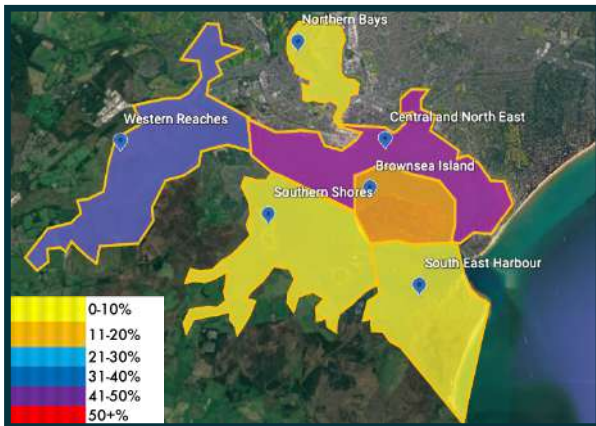 Northern Bays
Western Reaches
Central and North East
Brownsea Island
Southern Shores
South East Harbour
0-10%
11-20%
21-30%
31-40%
41-50%
50+%